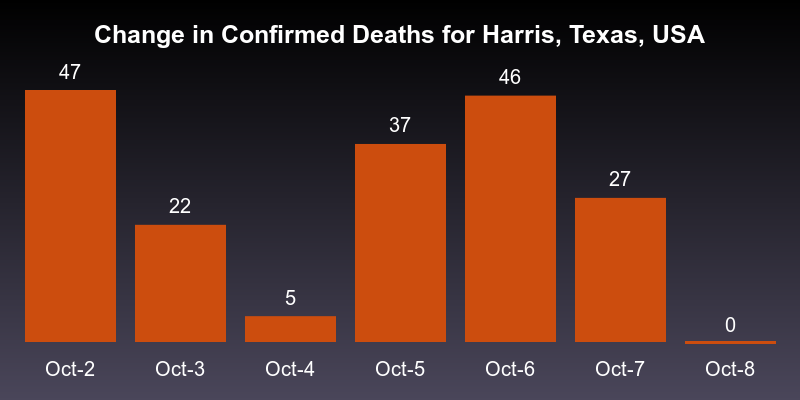 Change in Confirmed Deaths for Harris, Texas, USA
47
22
5
37
46
27
0
Oct-2
Oct-3
Oct-4
Oct-5
Oct-6
Oct-7
Oct-8